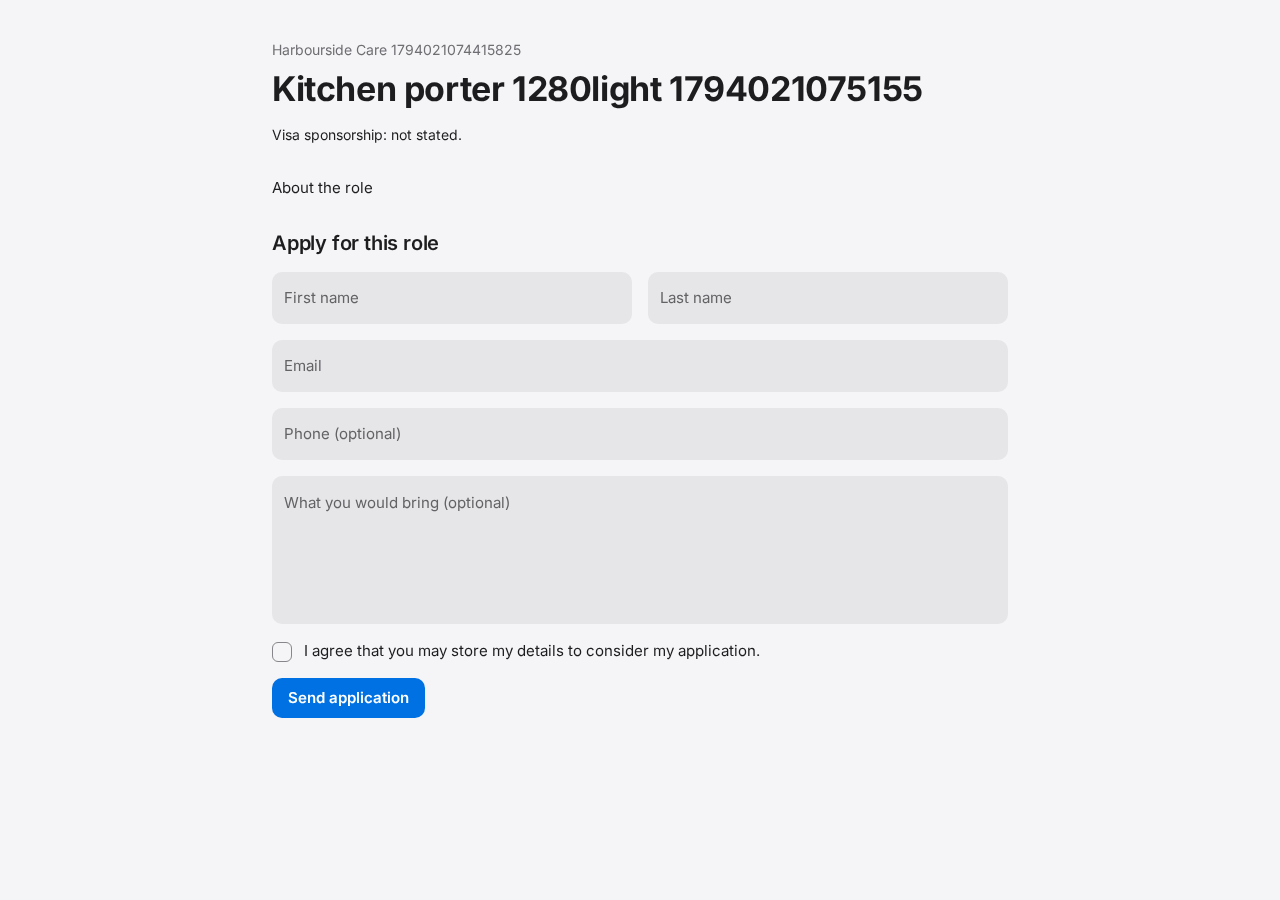 Harbourside Care 1794021074415825
Kitchen porter 1280light 1794021075155
Visa sponsorship: not stated.
About the role
Apply for this role
First name
Last name
Email
Phone (optional)
What you would bring (optional)
I agree that you may store my details to consider my application.
Send application